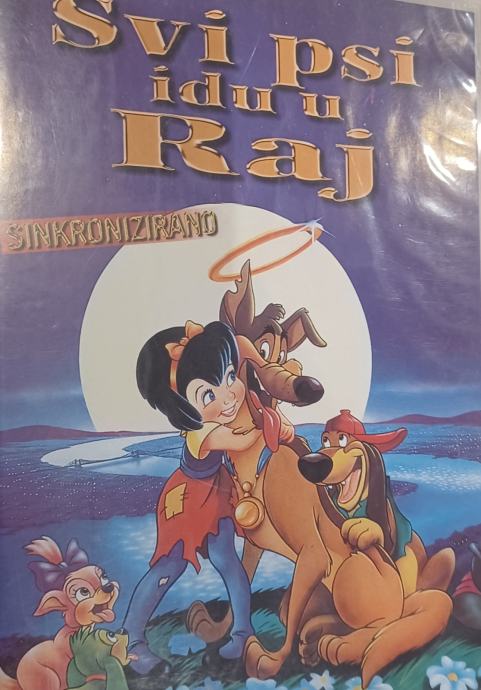 Svi psi
idu u
Raj
SINKRONIZIRANO